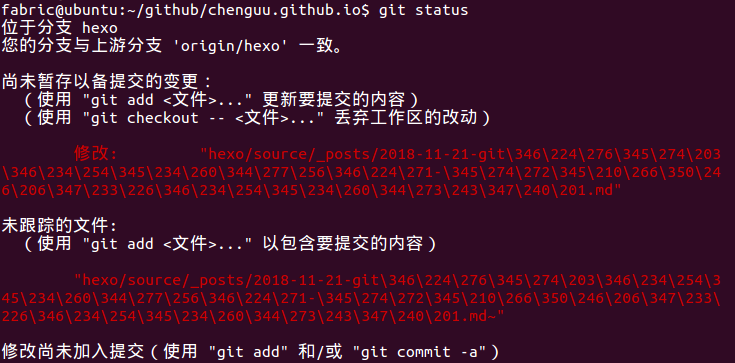 fabric@ubuntu:~/github/chenguu.github.io$ git status
位于分支 hexo
您的分支与上游分支 'origin/hexo' 一致。
尚未暂存以备提交的变更：
（使用 "git add <文件>..." 更新要提交的内容）
（使用 "git checkout -- <文件>..." 丢弃工作区的改动）
修改: "hexo/source/_posts/2018-11-21-git\346\224\276\345\274\203
\346\234\254\345\234\260\344\277\256\346\224\271-\345\274\272\345\210\266\350\24
6\206\347\233\226\346\234\254\345\234\260\344\273\243\347\240\201.md"
未跟踪的文件:
（使用 "git add <文件>..." 以包含要提交的内容）
"hexo/source/_posts/2018-11-21-git\346\224\276\345\274\203\346\234\254\3
45\234\260\344\277\256\346\224\271-\345\274\272\345\210\266\350\246\206\347\233\
226\346\234\254\345\234\260\344\273\243\347\240\201.md~"
修改尚未加入提交（使用 "git add" 和/或 "git commit -a"）